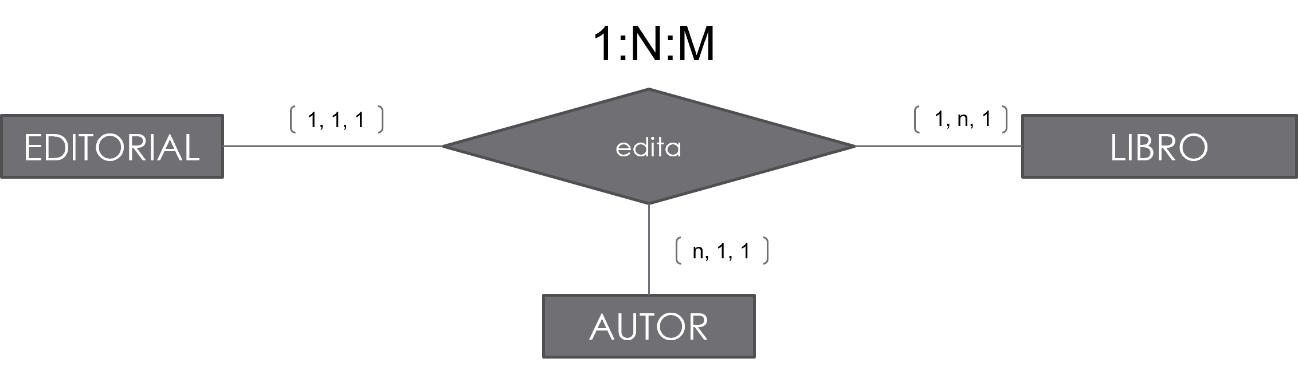 1:N:M
( 1, 1, 1 )
( 1, n, 1 )
EDITORIAL
edita
LIBRO
( n, 1, 1 )
AUTOR